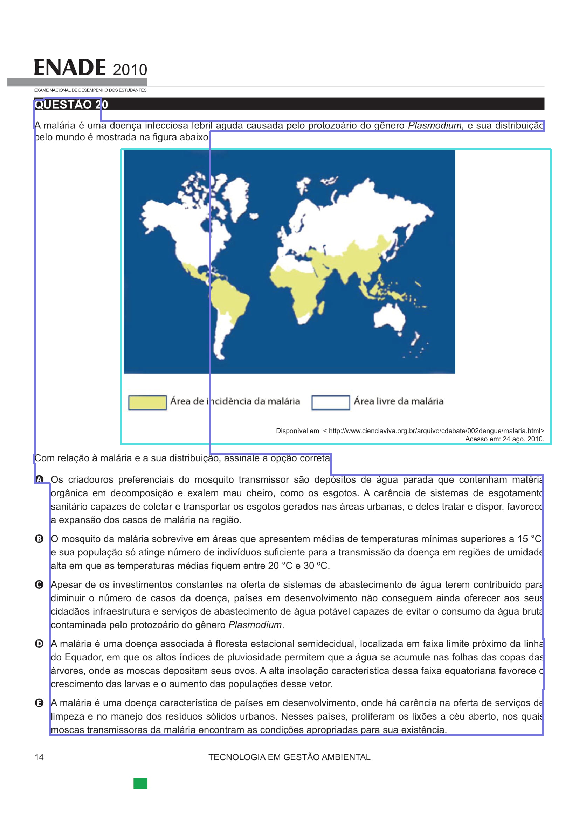 ENADE 2010
EXAME NACIONAL DE DESEMPENHO DOS ESTUDANTES
QUESTÃO 20
A malária é uma doença infecciosa febril aguda causada pelo protozoário do gênero Plasmodium, e sua distribuição
pelo mundo é mostrada na figura abaixo.
Área de incidência da malária
Área livre da malária
Disponível em: < http://www.cienciaviva.org.br/arquivo/cdebate/002dengue/malaria.html>
Acesso em: 24 ago. 2010.
Com relação à malária e a sua distribuição, assinale a opção correta.
A Os criadouros preferenciais do mosquito transmissor são depósitos de água parada que contenham matéria
orgânica em decomposição e exalem mau cheiro, como os esgotos. A carência de sistemas de esgotamento
sanitário capazes de coletar e transportar os esgotos gerados nas áreas urbanas, e deles tratar e dispor, favorece
a expansão dos casos de malária na região.
B O mosquito da malária sobrevive em áreas que apresentem médias de temperaturas mínimas superiores a 15 °C,
e sua população só atinge número de indivíduos suficiente para a transmissão da doença em regiões de umidade
alta em que as temperaturas médias fiquem entre 20 °C e 30 ºC.
C Apesar de os investimentos constantes na oferta de sistemas de abastecimento de água terem contribuído para
diminuir o número de casos da doença, países em desenvolvimento não conseguem ainda oferecer aos seus
cidadãos infraestrutura e serviços de abastecimento de água potável capazes de evitar o consumo da água bruta
contaminada pelo protozoário do gênero Plasmodium.
D A malária é uma doença associada à floresta estacional semidecidual, localizada em faixa limite próximo da linha
do Equador, em que os altos índices de pluviosidade permitem que a água se acumule nas folhas das copas das
árvores, onde as moscas depositam seus ovos. A alta insolação característica dessa faixa equatoriana favorece o
crescimento das larvas e o aumento das populações desse vetor.
E A malária é uma doença característica de países em desenvolvimento, onde há carência na oferta de serviços de
limpeza e no manejo dos resíduos sólidos urbanos. Nesses países, proliferam os lixões a céu aberto, nos quais
moscas transmissoras da malária encontram as condições apropriadas para sua existência.
14
TECNOLOGIA EM GESTÃO AMBIENTAL